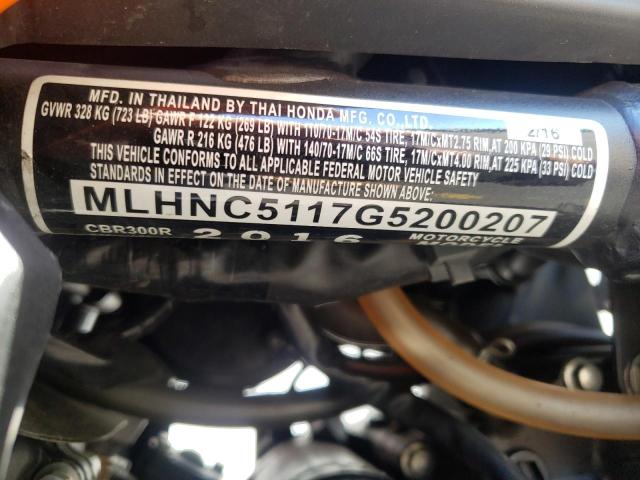 MFD. IN THAILAND BY THAI HONDA MFG. CO., LTD. 2/16
GVWR 328 KG (723 LB) GAWR F 122 KG (269 LB) WITH 110/70-17M/C 54S TIRE, 17M/CxMT2.75 RIM, AT 200 KPA (29 PSI) COLD
GAWR R 216 KG (476 LB) WITH 140/70-17M/C 66S TIRE, 17M/CxMT4.00 RIM, AT 225 KPA (33 PSI) COLD
THIS VEHICLE CONFORMS TO ALL APPLICABLE FEDERAL MOTOR VEHICLE SAFETY
STANDARDS IN EFFECT ON THE DATE OF MANUFACTURE SHOWN ABOVE:
MLHNC5117G5200207
CBR300R 2016 MOTORCYCLE